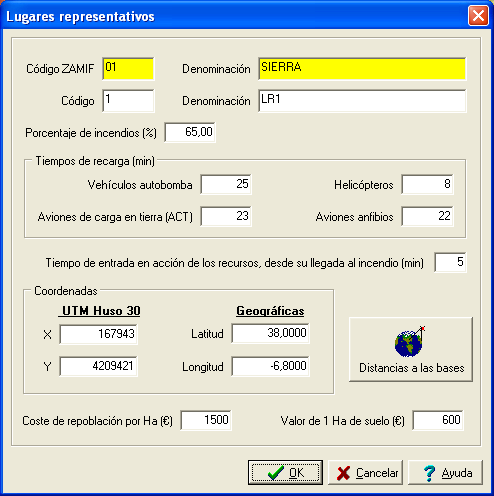 Lugares representativos
Código ZAMIF 01 Denominación SIERRA
Código 1 Denominación LR1
Porcentaje de incendios (%) 65,00
Tiempos de recarga (min)
Vehículos autobomba 25 Helicópteros 8
Aviones de carga en tierra (ACT) 23 Aviones anfibios 22
Tiempo de entrada en acción de los recursos, desde su llegada al incendio (min) 5
Coordenadas
UTM Huso 30 Geográficas
X 167943 Latitud 38,0000
Y 4209421 Longitud -6,8000
Distancias a las bases
Coste de repoblación por Ha (€) 1500 Valor de 1 Ha de suelo (€) 600
OK Cancelar Ayuda